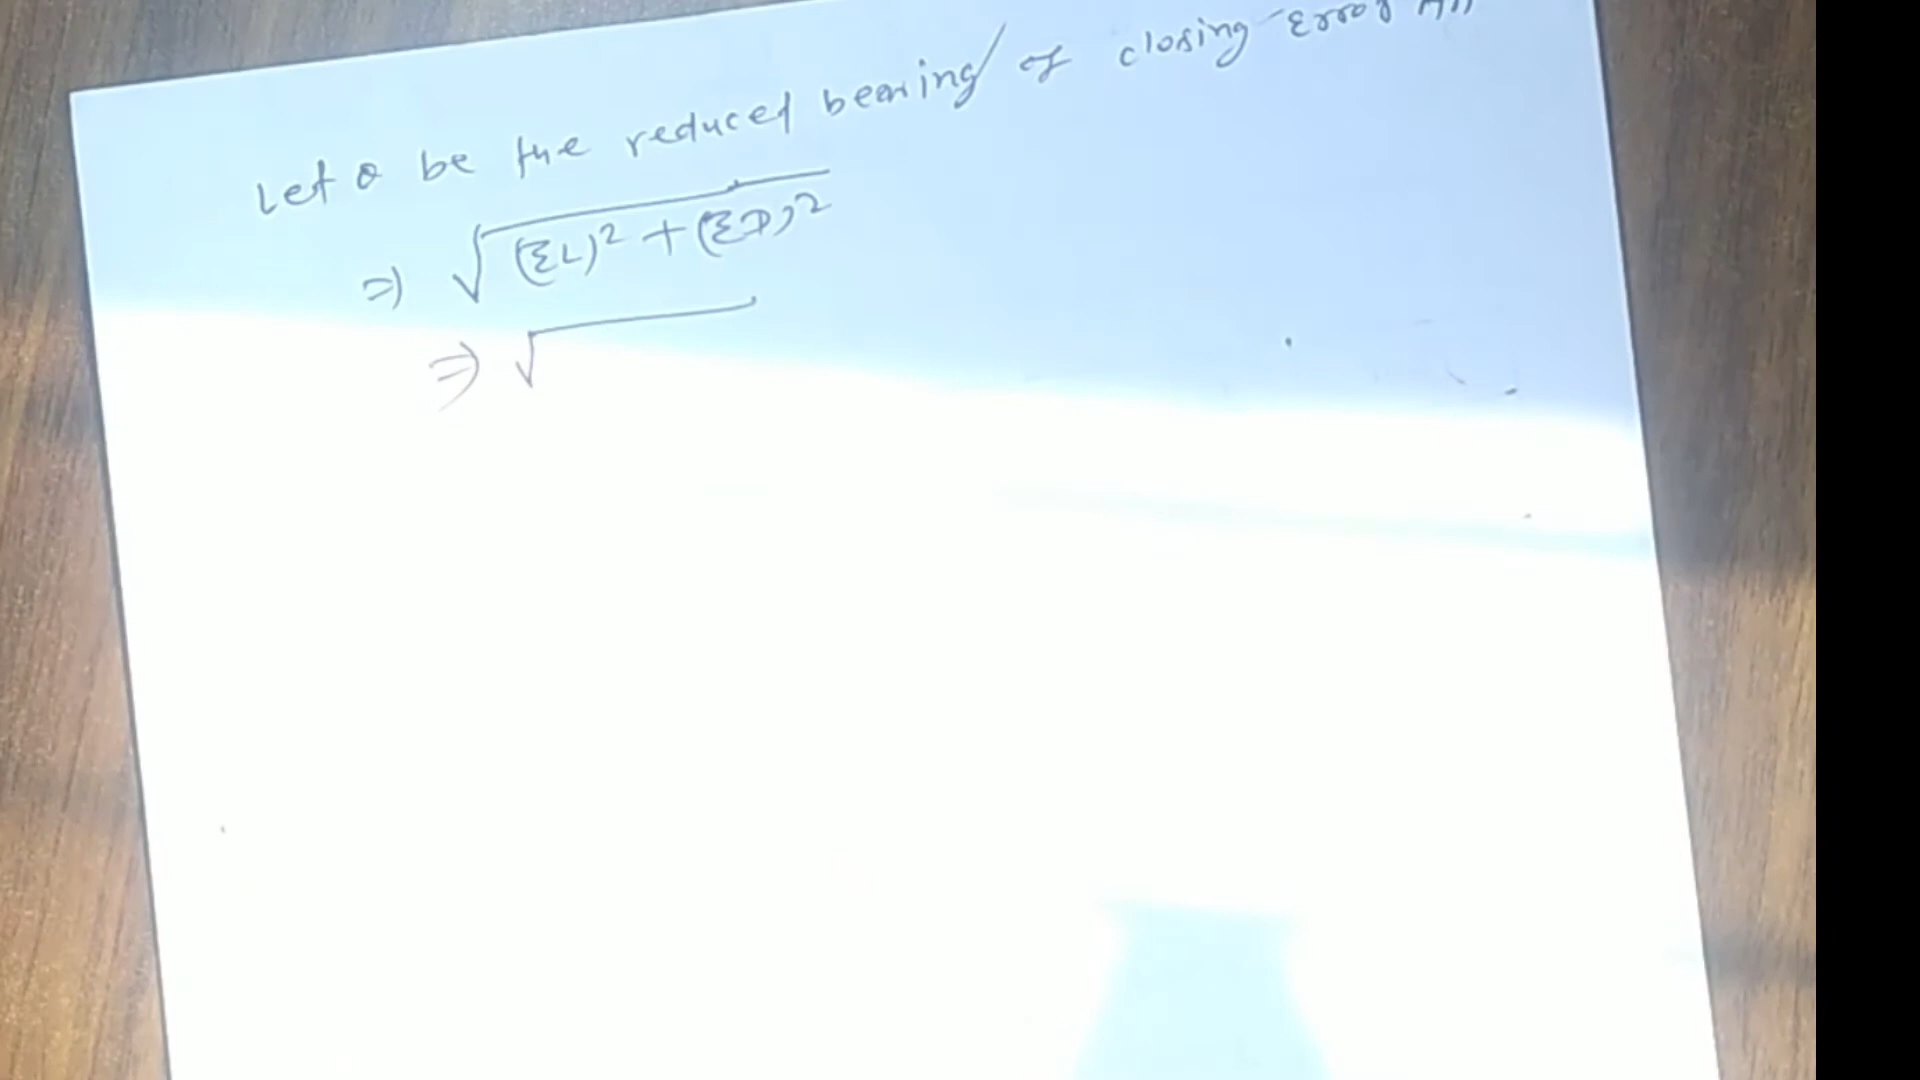 Let θ be the reduced bearing of closing Error
⇒ √(ΣL)² + (ΣD)²
⇒ √